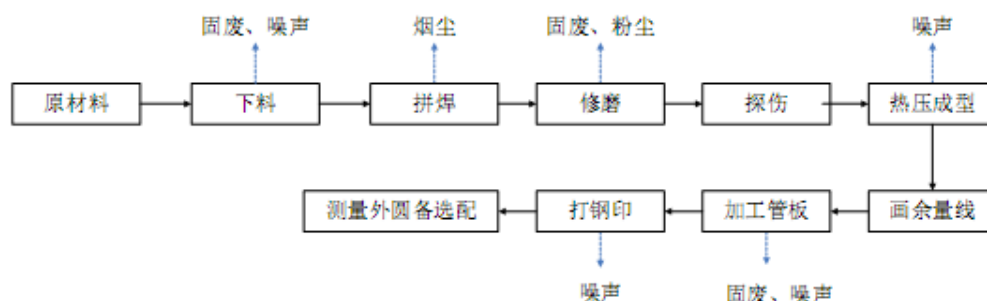 固废、噪声
烟尘
固废、粉尘
噪声
原材料
下料
拼焊
修磨
探伤
热压成型
测量外圆备选配
打钢印
加工管板
画余量线
噪声
固废、噪声